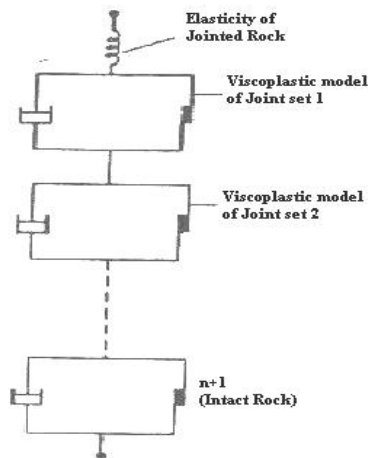 Elasticity of
Jointed Rock
Viscoplastic model
of Joint set 1
Viscoplastic model
of Joint set 2
n+1
(Intact Rock)